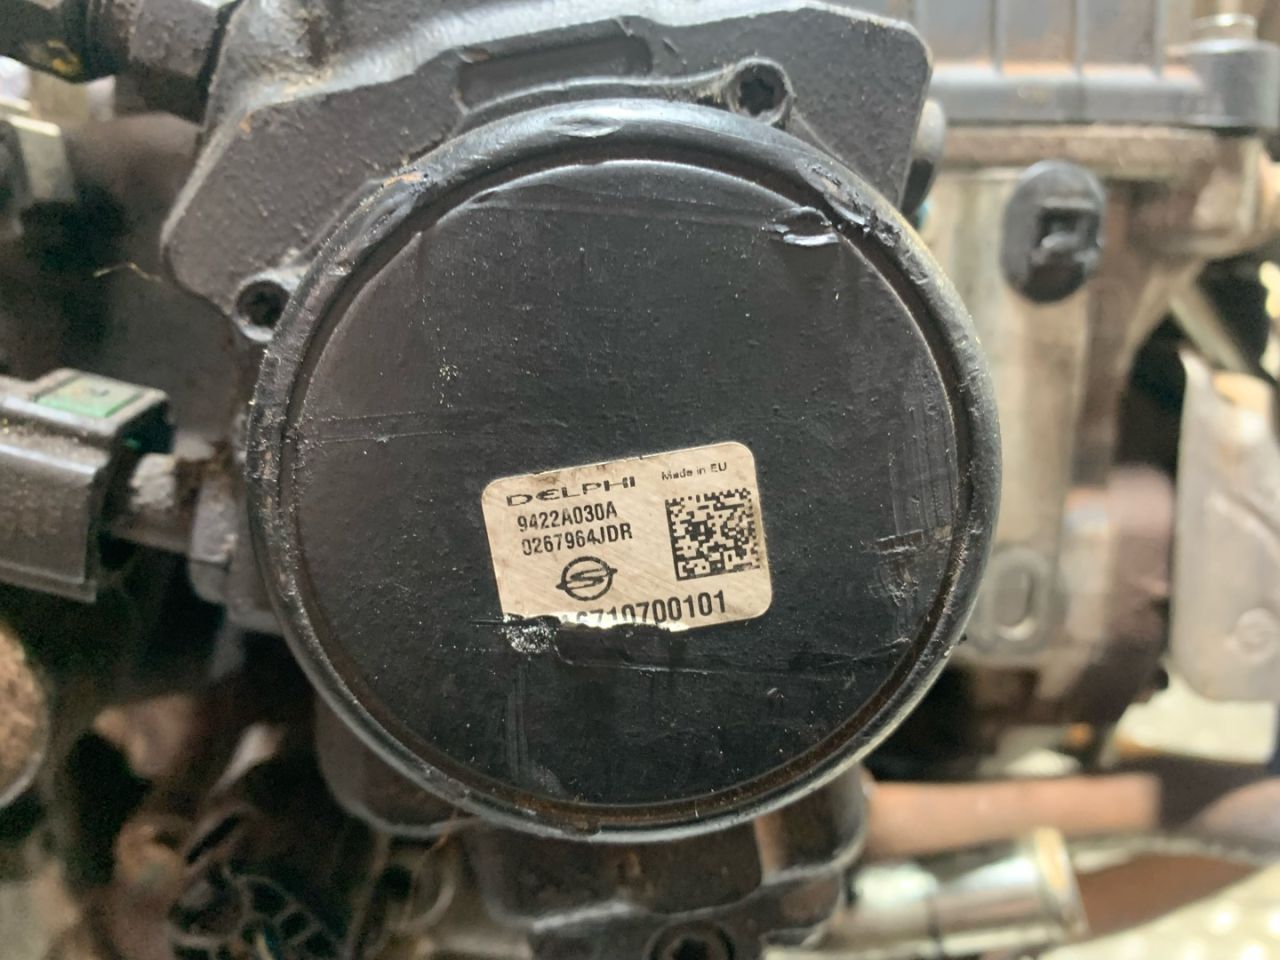 DELPHI
Made in EU
9422A030A
0267964JDR
6710700101